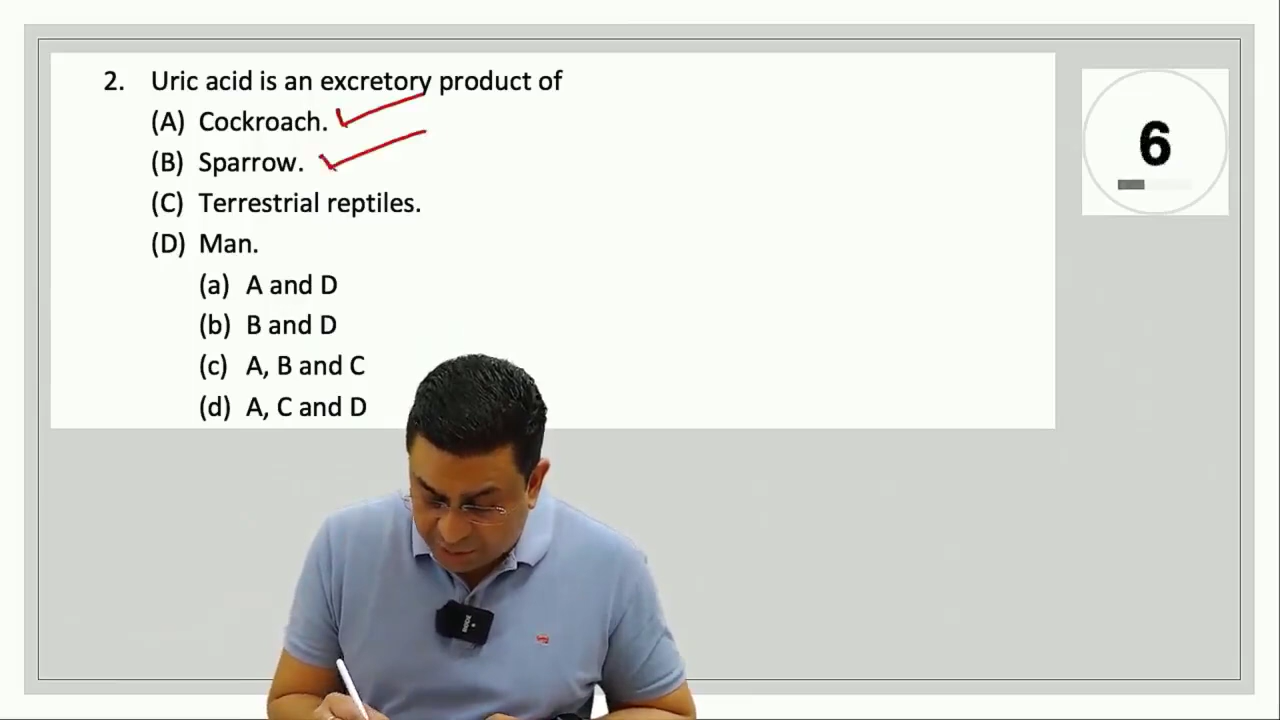 2. Uric acid is an excretory product of
(A) Cockroach.
(B) Sparrow.
(C) Terrestrial reptiles.
(D) Man.
(a) A and D
(b) B and D
(c) A, B and C
(d) A, C and D
6